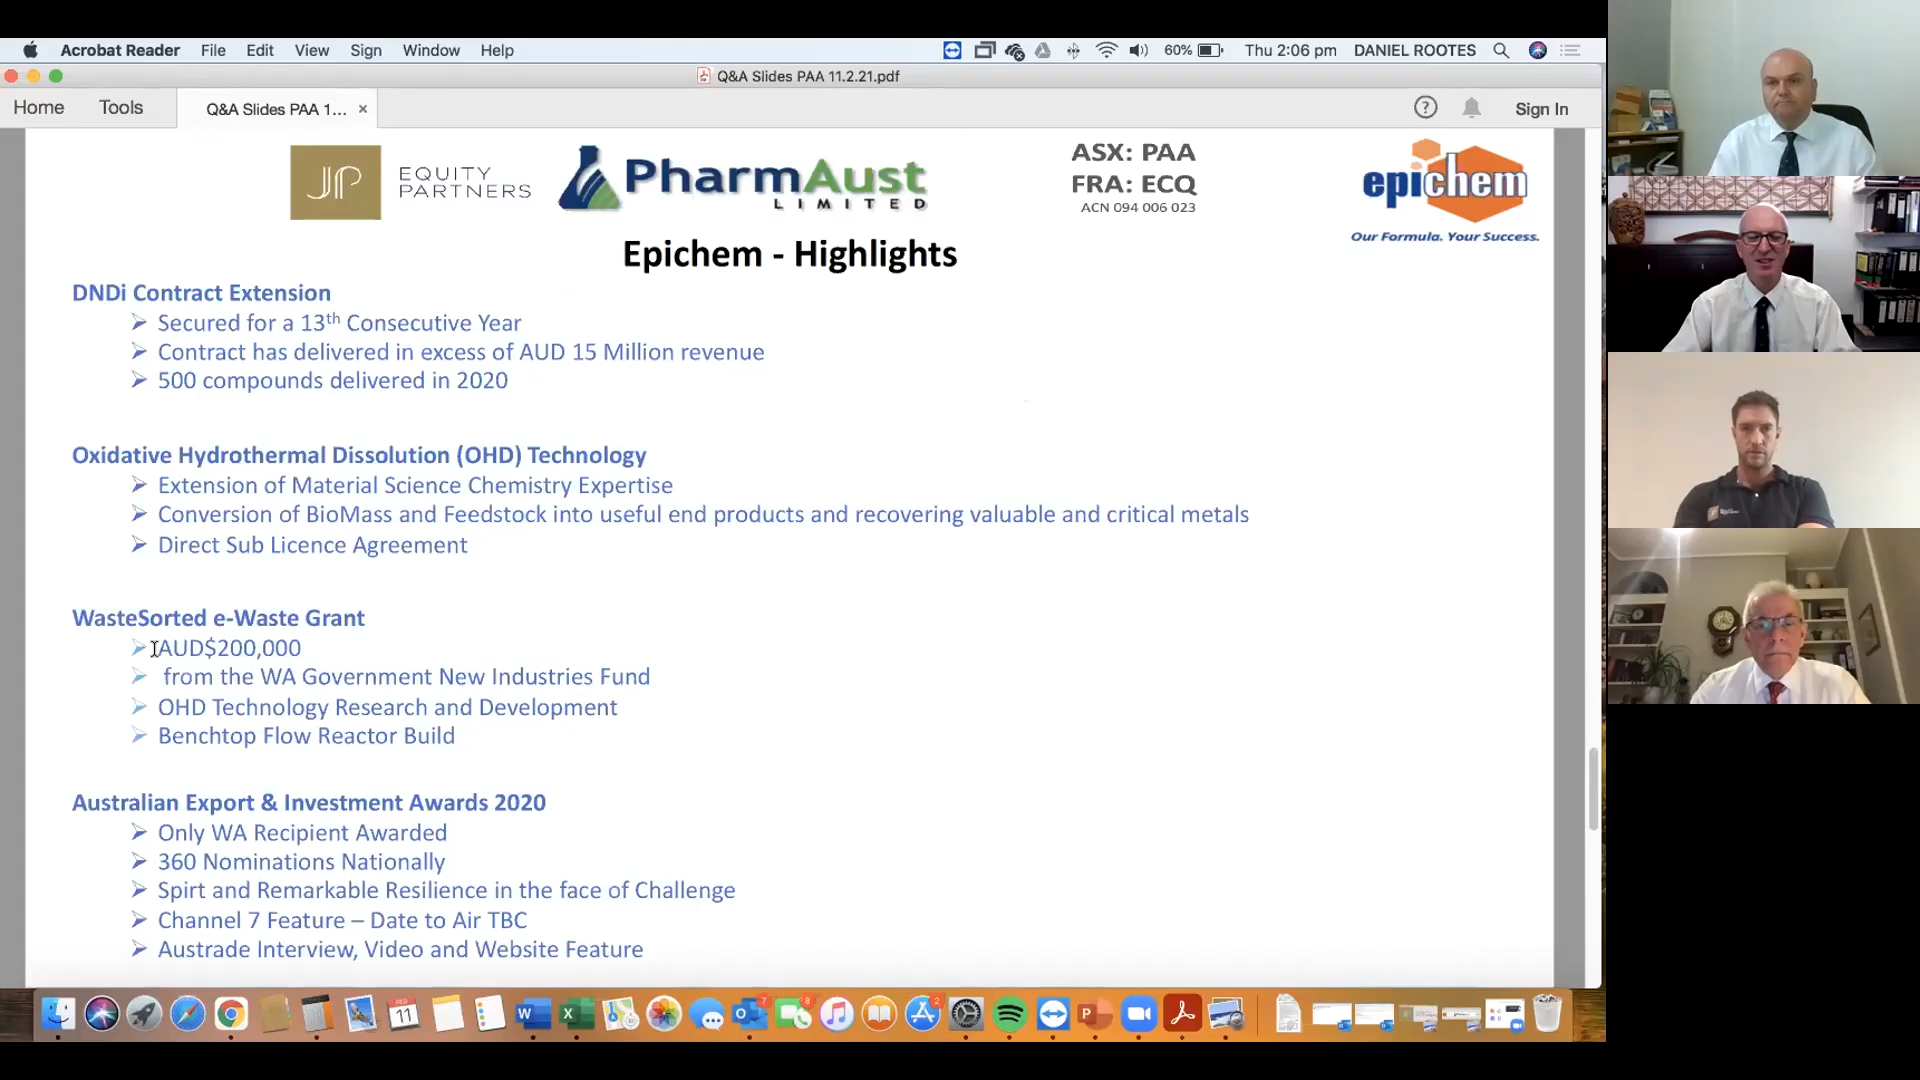 Acrobat Reader File Edit View Sign Window Help 60% Thu 2:06 pm DANIEL ROOTES
Q&A Slides PAA 11.2.21.pdf
Home Tools Q&A Slides PAA 1... × Sign In
JP EQUITY PARTNERS
PharmAust
LIMITED
ASX: PAA
FRA: ECQ
ACN 094 006 023
epichem
Our Formula. Your Success.
Epichem - Highlights
DNDi Contract Extension
Secured for a 13th Consecutive Year
Contract has delivered in excess of AUD 15 Million revenue
500 compounds delivered in 2020
Oxidative Hydrothermal Dissolution (OHD) Technology
Extension of Material Science Chemistry Expertise
Conversion of BioMass and Feedstock into useful end products and recovering valuable and critical metals
Direct Sub Licence Agreement
WasteSorted e-Waste Grant
AUD$200,000
from the WA Government New Industries Fund
OHD Technology Research and Development
Benchtop Flow Reactor Build
Australian Export & Investment Awards 2020
Only WA Recipient Awarded
360 Nominations Nationally
Spirt and Remarkable Resilience in the face of Challenge
Channel 7 Feature – Date to Air TBC
Austrade Interview, Video and Website Feature
FEB
11
W
X
7
2
P